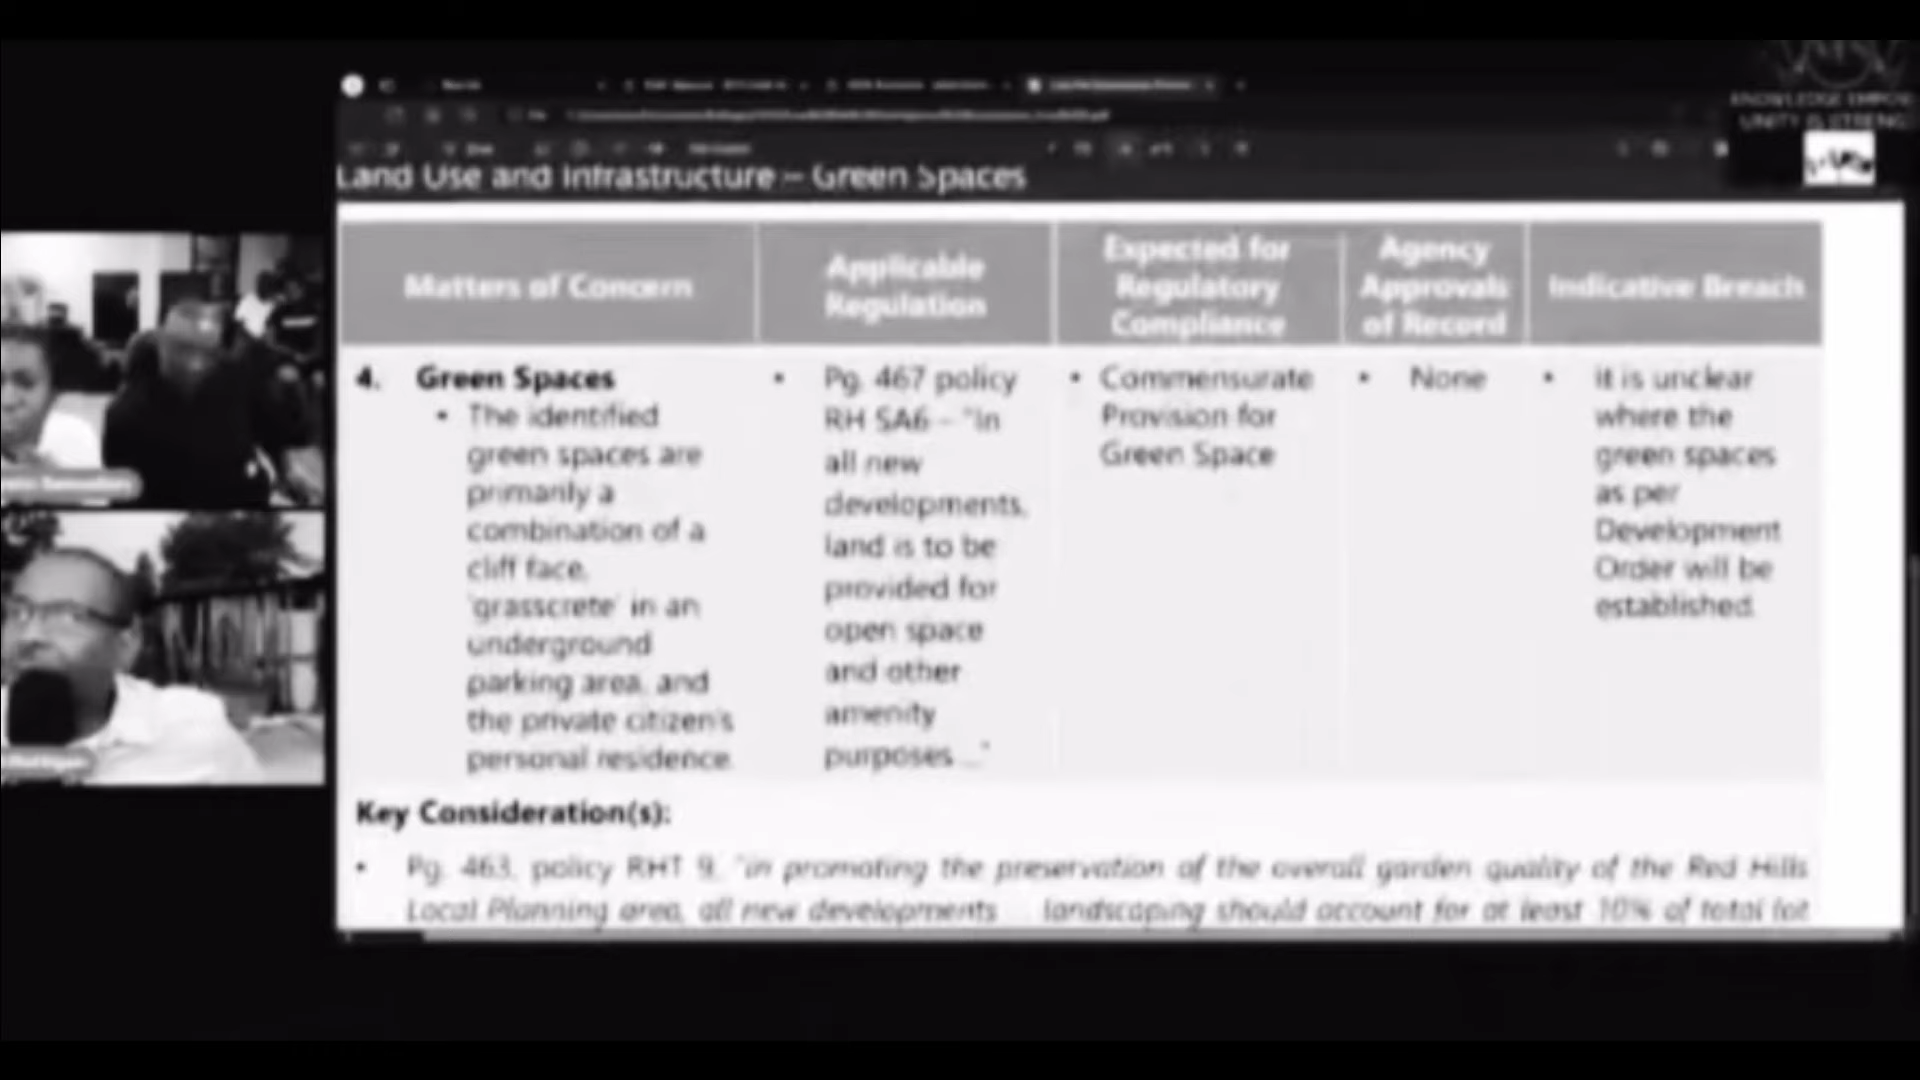 Land Use and Infrastructure – Green Spaces
Matters of Concern
Applicable
Regulation
Expected for
Regulatory
Compliance
Agency
Approvals
of Record
Indicative Breach
4. Green Spaces
• The identified
green spaces are
primarily a
combination of a
cliff face,
'grasscrete' in an
underground
parking area, and
the private citizen's
personal residence.
• Pg. 467 policy
RH SA6 – "In
all new
developments,
land is to be
provided for
open space
and other
amenity
purposes..."
• Commensurate
Provision for
Green Space
• None
• It is unclear
where the
green spaces
as per
Development
Order will be
established.
Key Consideration(s):
• Pg. 463, policy RHT 9, "in promoting the preservation of the overall garden quality of the Red Hills
Local Planning area, all new developments ... landscaping should account for at least 10% of total lot
KNOWLEDGE EMPOW
UNITY IS STRENG